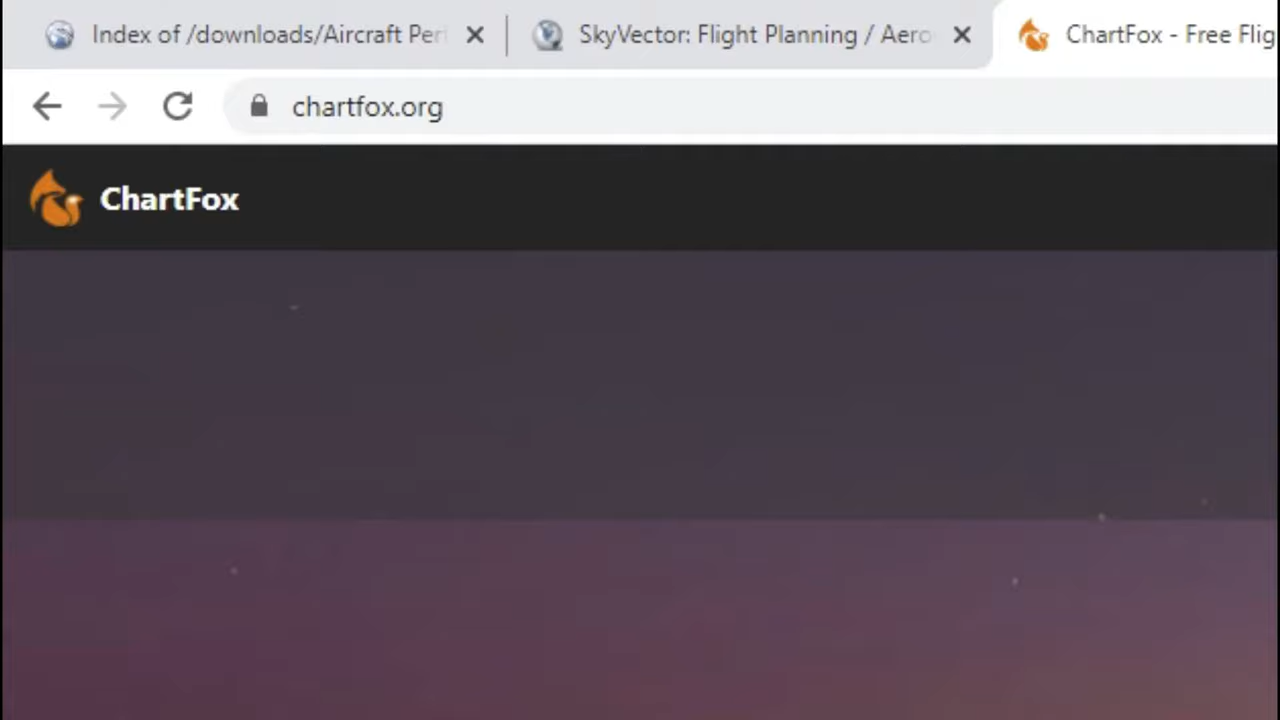 Index of /downloads/Aircraft Per
SkyVector: Flight Planning / Aero
ChartFox - Free Flig
chartfox.org
ChartFox